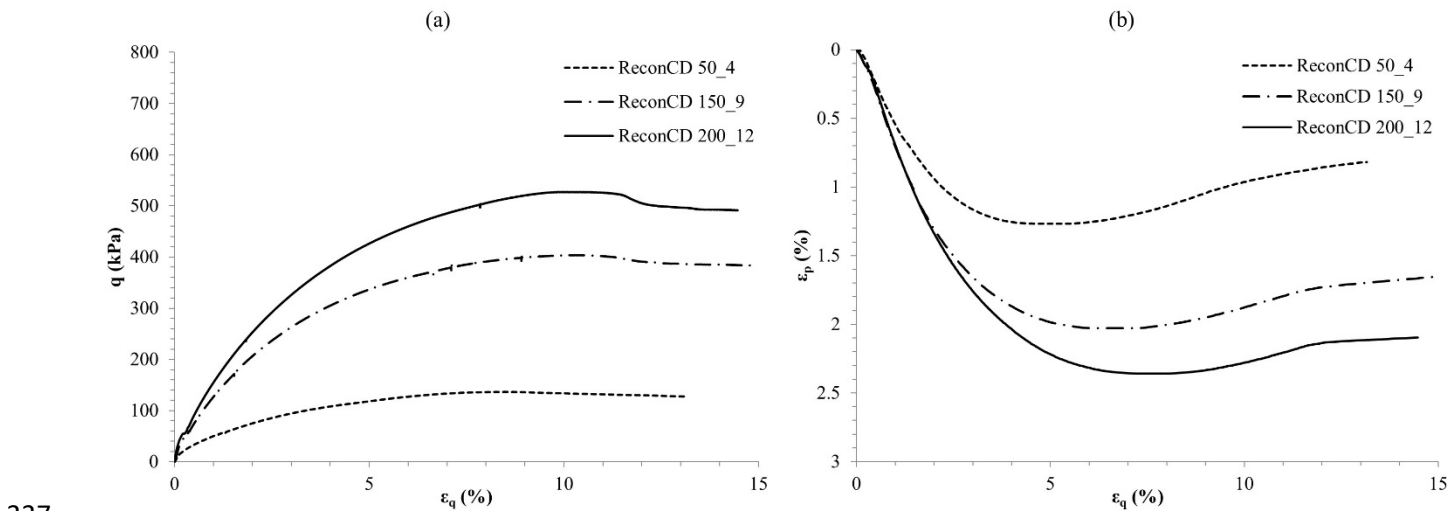 (a)
800
700
600
500
400
300
200
100
0
q (kPa)
ReconCD 50_4
ReconCD 150_9
ReconCD 200_12
0
5
10
15
εq (%)
(b)
0
0.5
1
1.5
2
2.5
3
εp (%)
ReconCD 50_4
ReconCD 150_9
ReconCD 200_12
0
5
10
15
εq (%)